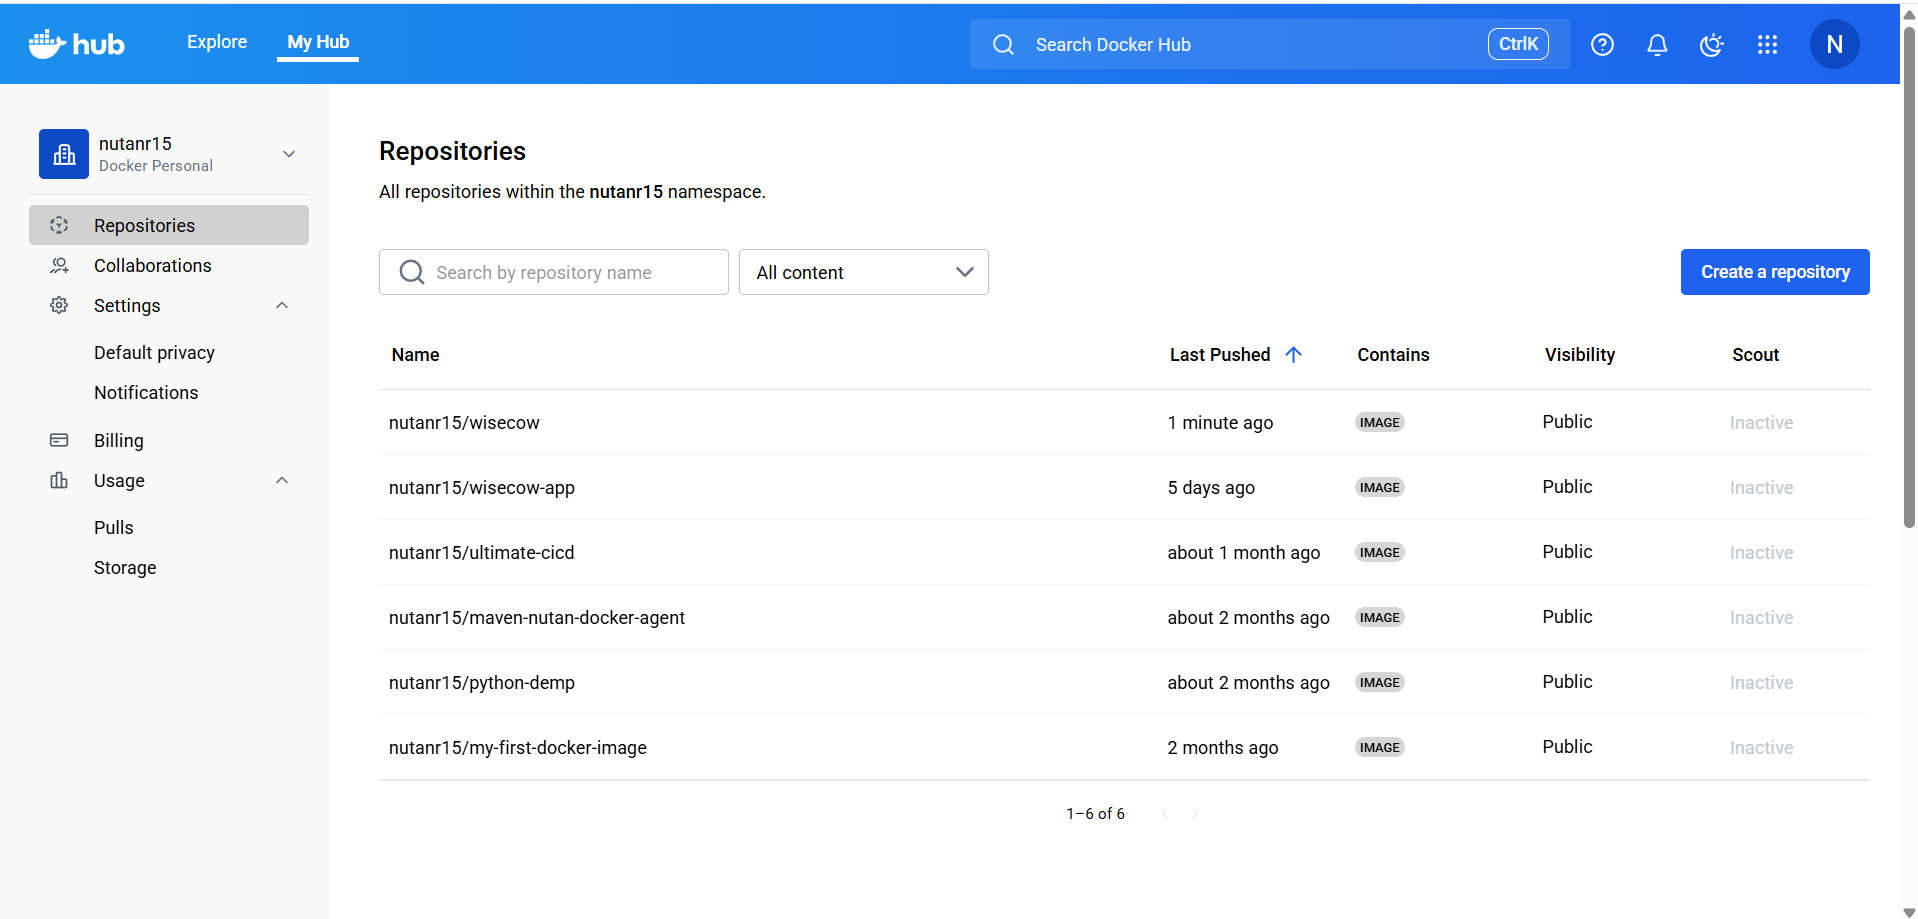 hub Explore My Hub Search Docker Hub CtrlK N
nutanr15
Docker Personal
Repositories
Collaborations
Settings
Default privacy
Notifications
Billing
Usage
Pulls
Storage
Repositories
All repositories within the nutanr15 namespace.
Search by repository name All content Create a repository
Name Last Pushed Contains Visibility Scout
nutanr15/wisecow 1 minute ago IMAGE Public Inactive
nutanr15/wisecow-app 5 days ago IMAGE Public Inactive
nutanr15/ultimate-cicd about 1 month ago IMAGE Public Inactive
nutanr15/maven-nutan-docker-agent about 2 months ago IMAGE Public Inactive
nutanr15/python-demp about 2 months ago IMAGE Public Inactive
nutanr15/my-first-docker-image 2 months ago IMAGE Public Inactive
1–6 of 6